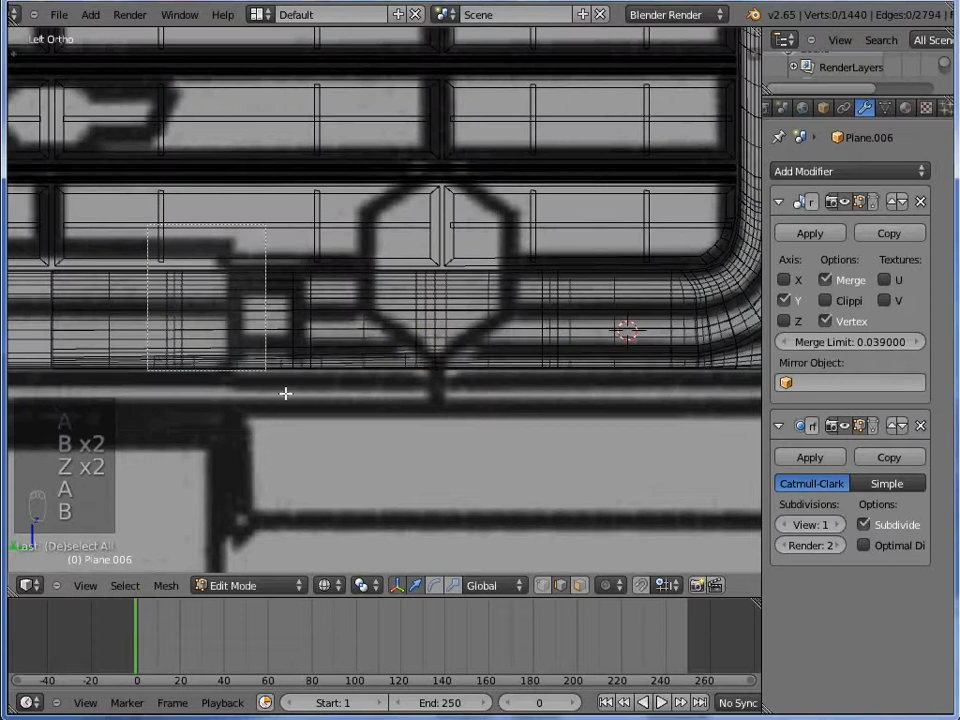 File Add Render Window Help Default Scene Blender Render v2.65 | Verts:0/1440 | Edges:0/2794 | F
Left Ortho
View Search All Scen
RenderLayers
Plane.006
Add Modifier
r
Apply Copy
Axis: Options: Textures:
X Merge U
Y Clippi V
Z Vertex
Merge Limit: 0.039000
Mirror Object:
rf
Apply Copy
Catmull-Clark Simple
Subdivisions: Options:
View: 1 Subdivide
Render: 2 Optimal Di
A
B x2
Z x2
A
B
Last: (De)select All
(0) Plane.006
View Select Mesh Edit Mode Global
-40 -20 0 20 40 60 80 100 120 140 160 180 200 220 240 260
View Marker Frame Playback Start: 1 End: 250 0 No Sync